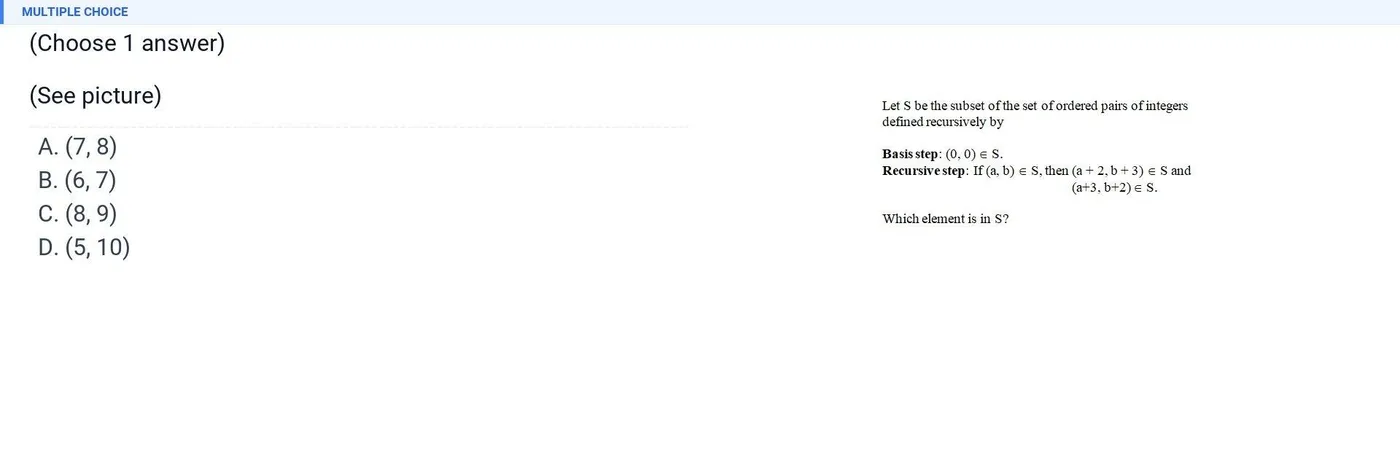 MULTIPLE CHOICE
(Choose 1 answer)
(See picture)
A. (7, 8)
B. (6, 7)
C. (8, 9)
D. (5, 10)
Let S be the subset of the set of ordered pairs of integers
defined recursively by
Basis step: (0, 0) ∈ S.
Recursive step: If (a, b) ∈ S, then (a + 2, b + 3) ∈ S and
(a+3, b+2) ∈ S.
Which element is in S?